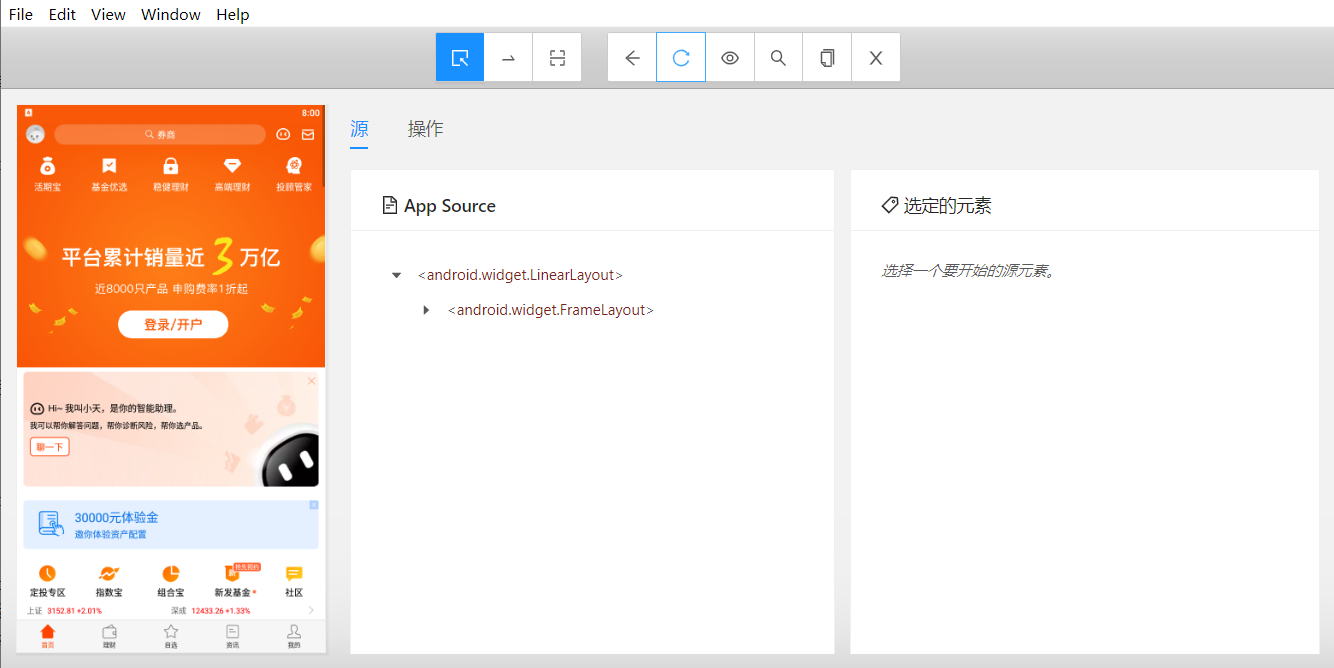 File Edit View Window Help
8:00
券商
活期宝 基金优选 稳健理财 高端理财 投顾管家
平台累计销量近 3 万亿
近8000只产品 申购费率1折起
登录/开户
Hi~ 我叫小天，是你的智能助理。
我可以帮你解答问题，帮你诊断风险，帮你选产品。
聊一下
30000元体验金
邀你体验资产配置
抢先预约
新
定投专区 指数宝 组合宝 新发基金 社区
上证 3152.81 +2.01% 深成 12433.26 +1.33%
首页 理财 自选 资讯 我的
源 操作
App Source
<android.widget.LinearLayout>
<android.widget.FrameLayout>
选定的元素
选择一个要开始的源元素。